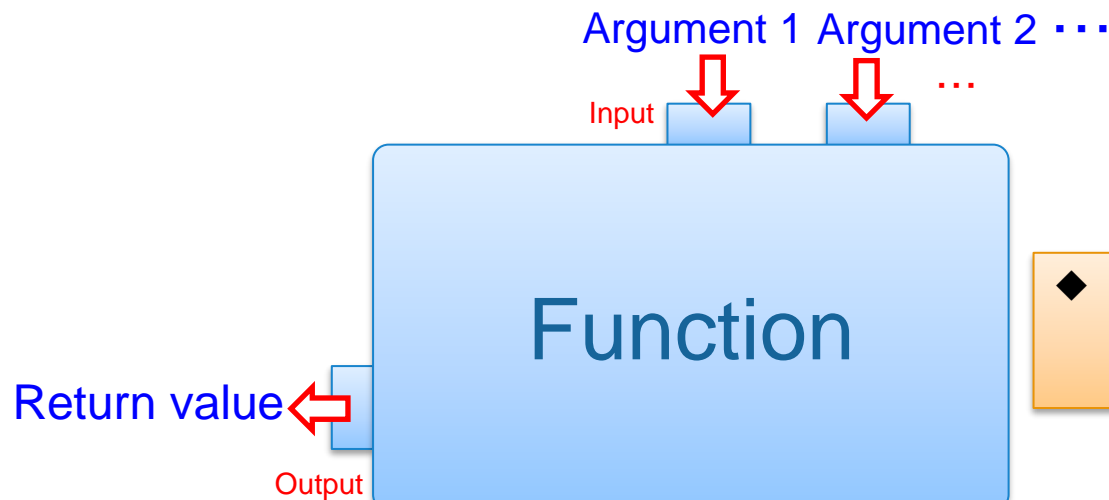 Argument 1 Argument 2 ···
...
Input
Function
◆
Return value
Output